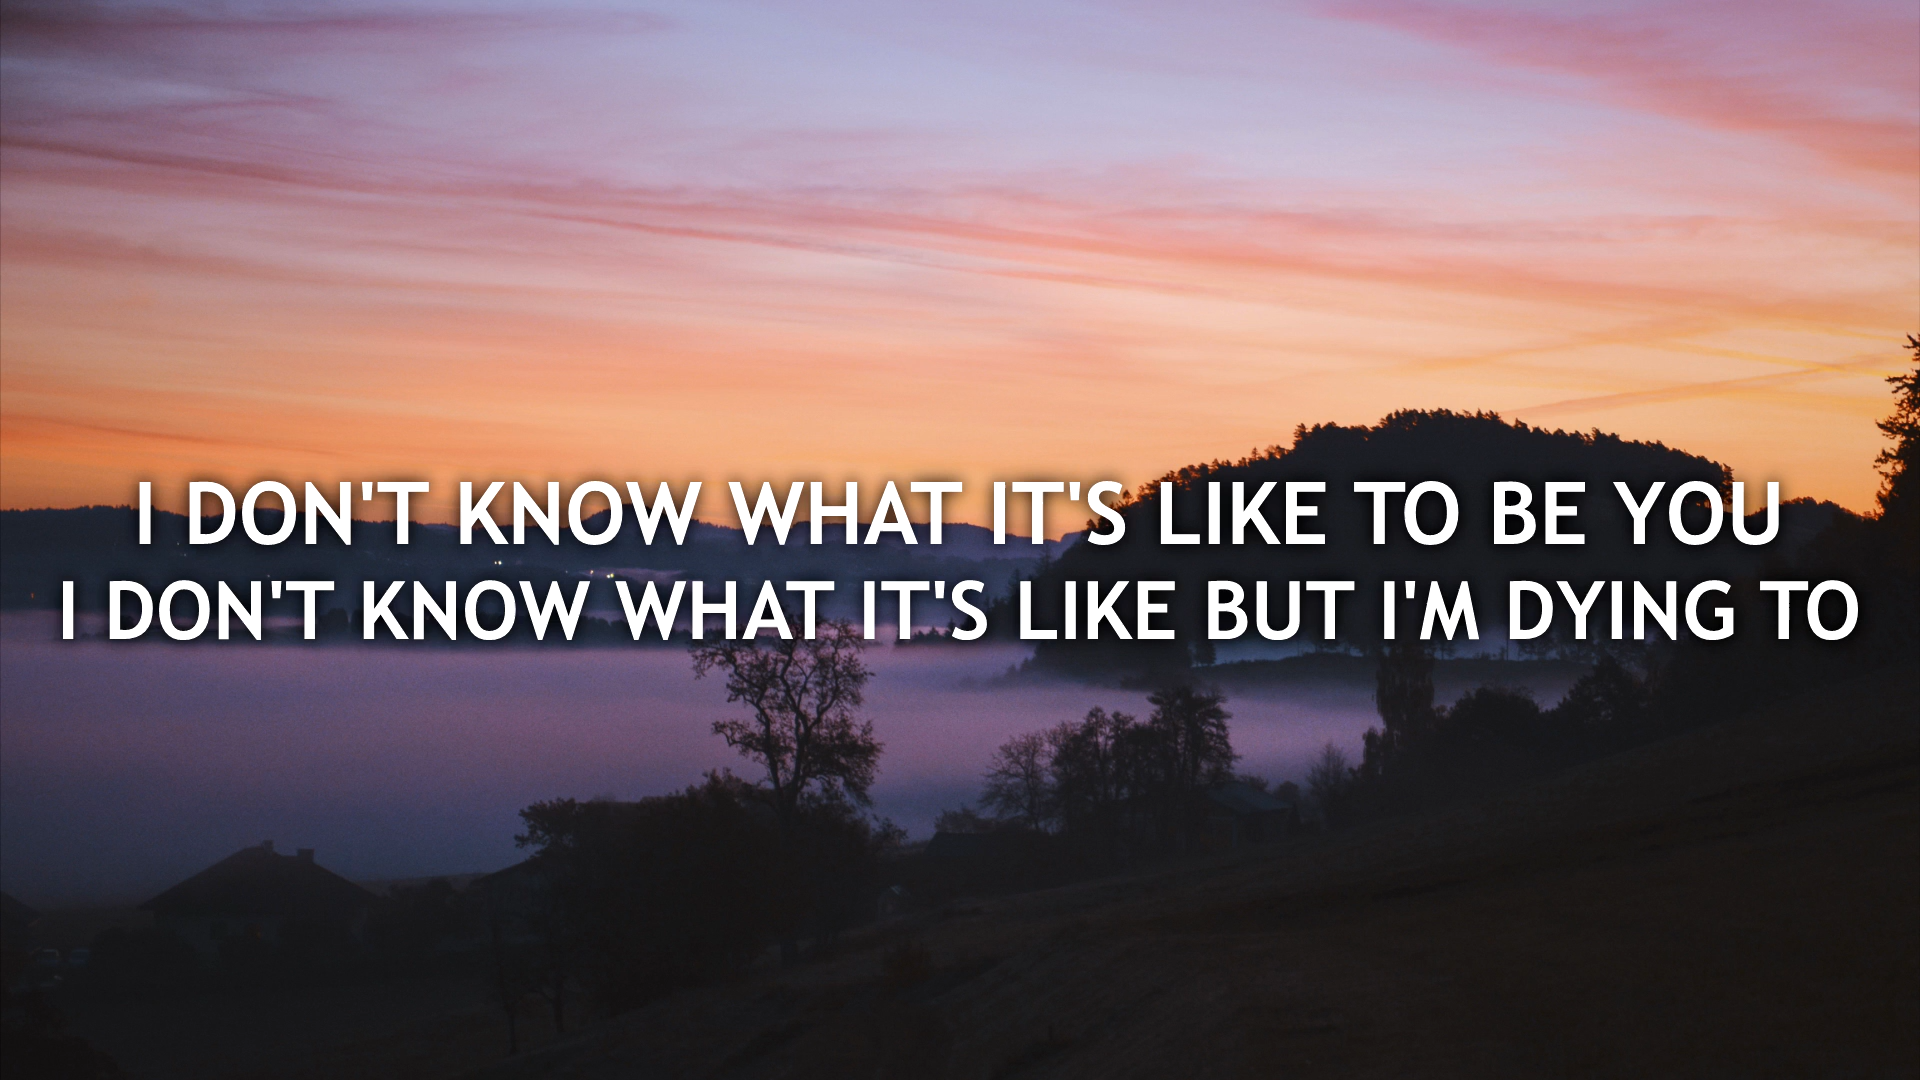 I DON'T KNOW WHAT IT'S LIKE TO BE YOU
I DON'T KNOW WHAT IT'S LIKE BUT I'M DYING TO